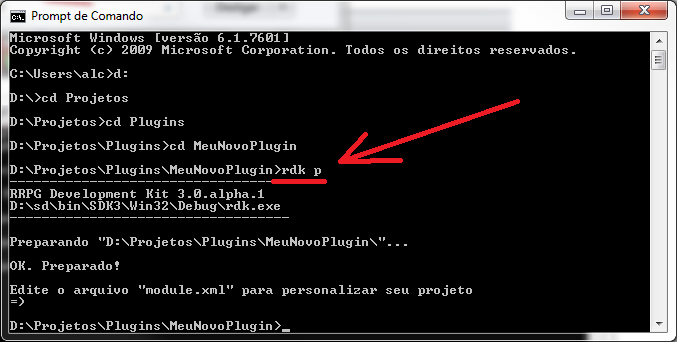 Prompt de Comando
Microsoft Windows [versão 6.1.7601]
Copyright (c) 2009 Microsoft Corporation. Todos os direitos reservados.
C:\Users\alc>d:
D:\>cd Projetos
D:\Projetos>cd Plugins
D:\Projetos\Plugins>cd MeuNovoPlugin
D:\Projetos\Plugins\MeuNovoPlugin>rdk p
-----------------------------------
RRPG Development Kit 3.0.alpha.1
D:\sd\bin\SDK3\Win32\Debug\rdk.exe
-----------------------------------
Preparando "D:\Projetos\Plugins\MeuNovoPlugin\"...
OK. Preparado!
Edite o arquivo "module.xml" para personalizar seu projeto
=>
D:\Projetos\Plugins\MeuNovoPlugin>_